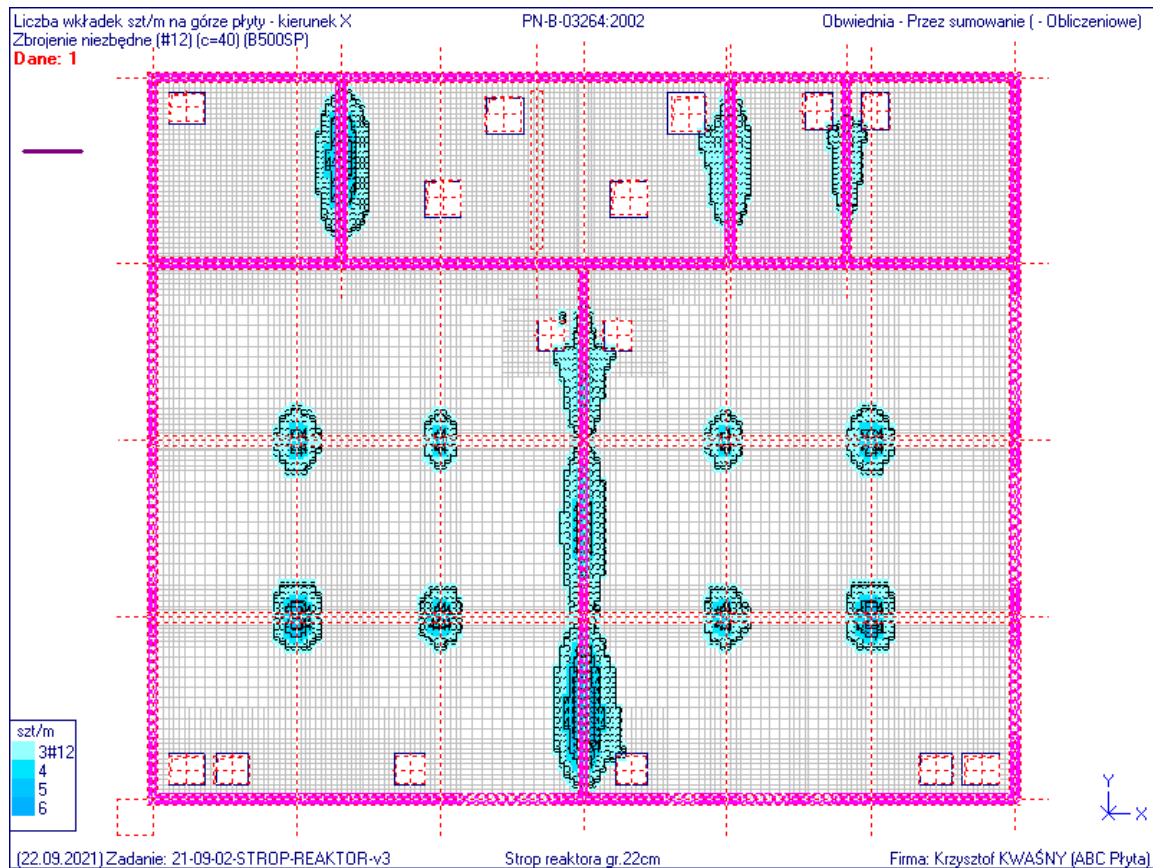 Liczba wkładek szt/m na górze płyty - kierunek X PN-B-03264:2002 Obwiednia - Przez sumowanie ( - Obliczeniowe)
Zbrojenie niezbędne (#12) (c=40) (B500SP)
Dane: 1
szt/m
3#12
4
5
6
Y
X
(22.09.2021) Zadanie: 21-09-02-STROP-REAKTOR-v3 Strop reaktora gr.22cm Firma: Krzysztof KWAŚNY (ABC Płyta)